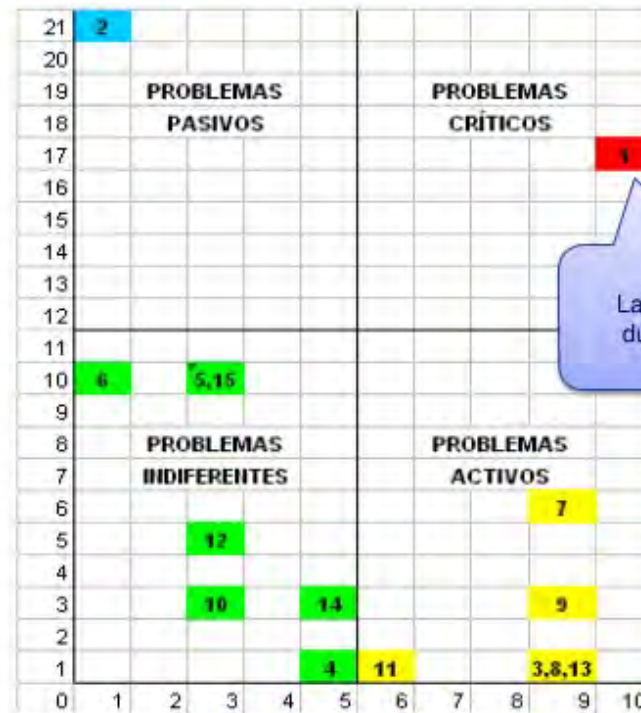 21 2
20
19 PROBLEMAS PROBLEMAS
18 PASIVOS CRÍTICOS
17 1
16
15
14
13
12
11
10 6 5,15
9
8 PROBLEMAS PROBLEMAS
7 INDIFERENTES ACTIVOS
6 7
5 12
4
3 10 14 9
2
1 4 11 3,8,13
0 1 2 3 4 5 6 7 8 9 10
La
du